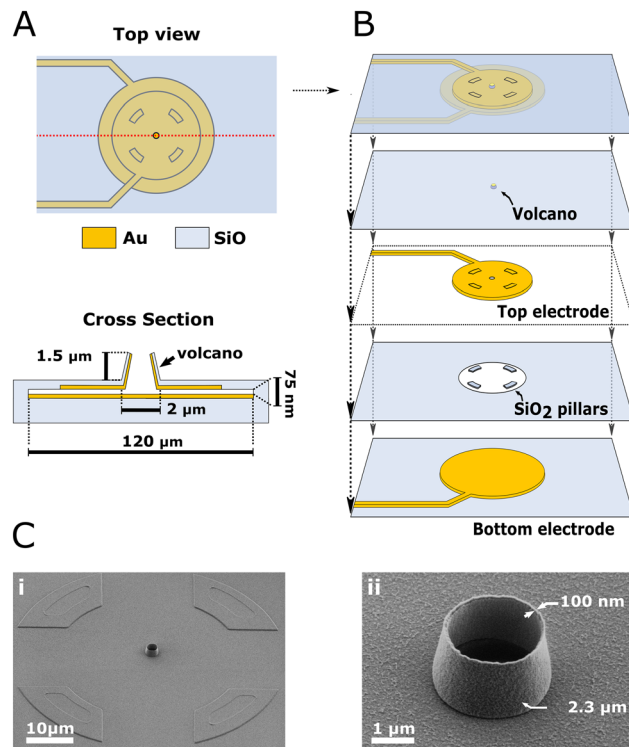 A
Top view
Au
SiO
Cross Section
1.5 µm
volcano
75 nm
2 µm
120 µm
B
Volcano
Top electrode
SiO2 pillars
Bottom electrode
C
i
10µm
ii
100 nm
2.3 µm
1 µm